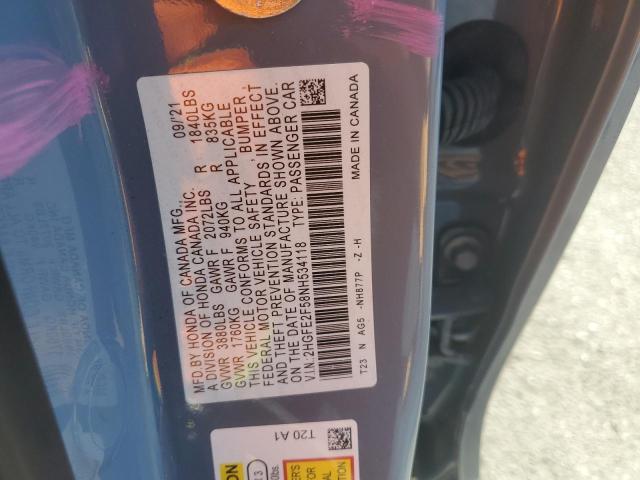 MFD.BY HONDA OF CANADA MFG., 09/21
A DIVISION OF HONDA CANADA INC.
GVWR 3880LBS GAWR F 2072LBS R 1840LBS
GVWR 1760KG GAWR F 940KG R 835KG
THIS VEHICLE CONFORMS TO ALL APPLICABLE
FEDERAL MOTOR VEHICLE SAFETY , BUMPER ,
AND THEFT PREVENTION STANDARDS, IN EFFECT
ON THE DATE OF MANUFACTURE SHOWN ABOVE.
V.I.N.:2HGFE2F58NH534118 TYPE: PASSENGER CAR
T23 N AG5 -NHB77P -Z -H MADE IN CANADA
T20 A1